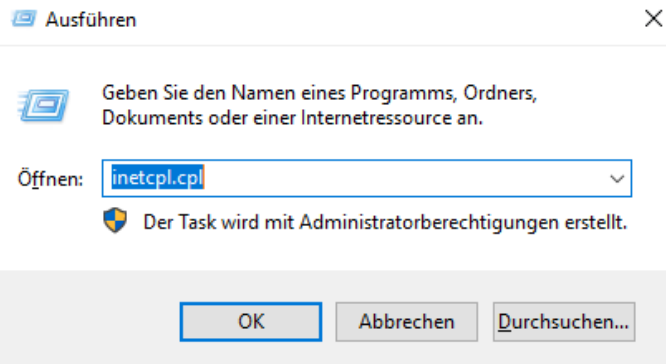 Ausführen
Geben Sie den Namen eines Programms, Ordners,
Dokuments oder einer Internetressource an.
Öffnen: inetcpl.cpl
Der Task wird mit Administratorberechtigungen erstellt.
OK Abbrechen Durchsuchen...